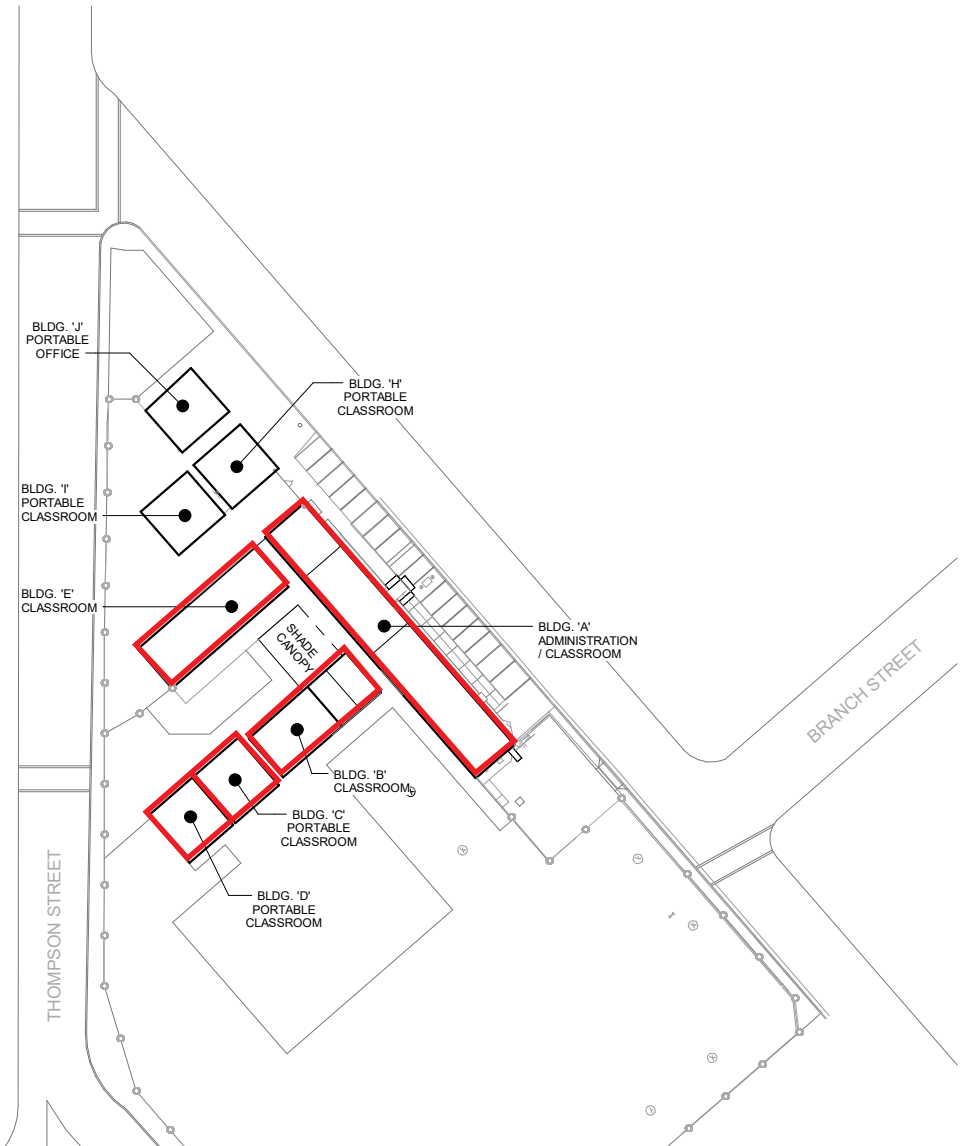 BLDG. 'J'
PORTABLE
OFFICE
BLDG. 'H'
PORTABLE
CLASSROOM
BLDG. 'I'
PORTABLE
CLASSROOM
BLDG. 'E'
CLASSROOM
SHADE
CANOPY
BLDG. 'A'
ADMINISTRATION
/ CLASSROOM
BRANCH STREET
BLDG. 'B'
CLASSROOM
BLDG. 'C'
PORTABLE
CLASSROOM
BLDG. 'D'
PORTABLE
CLASSROOM
THOMPSON STREET